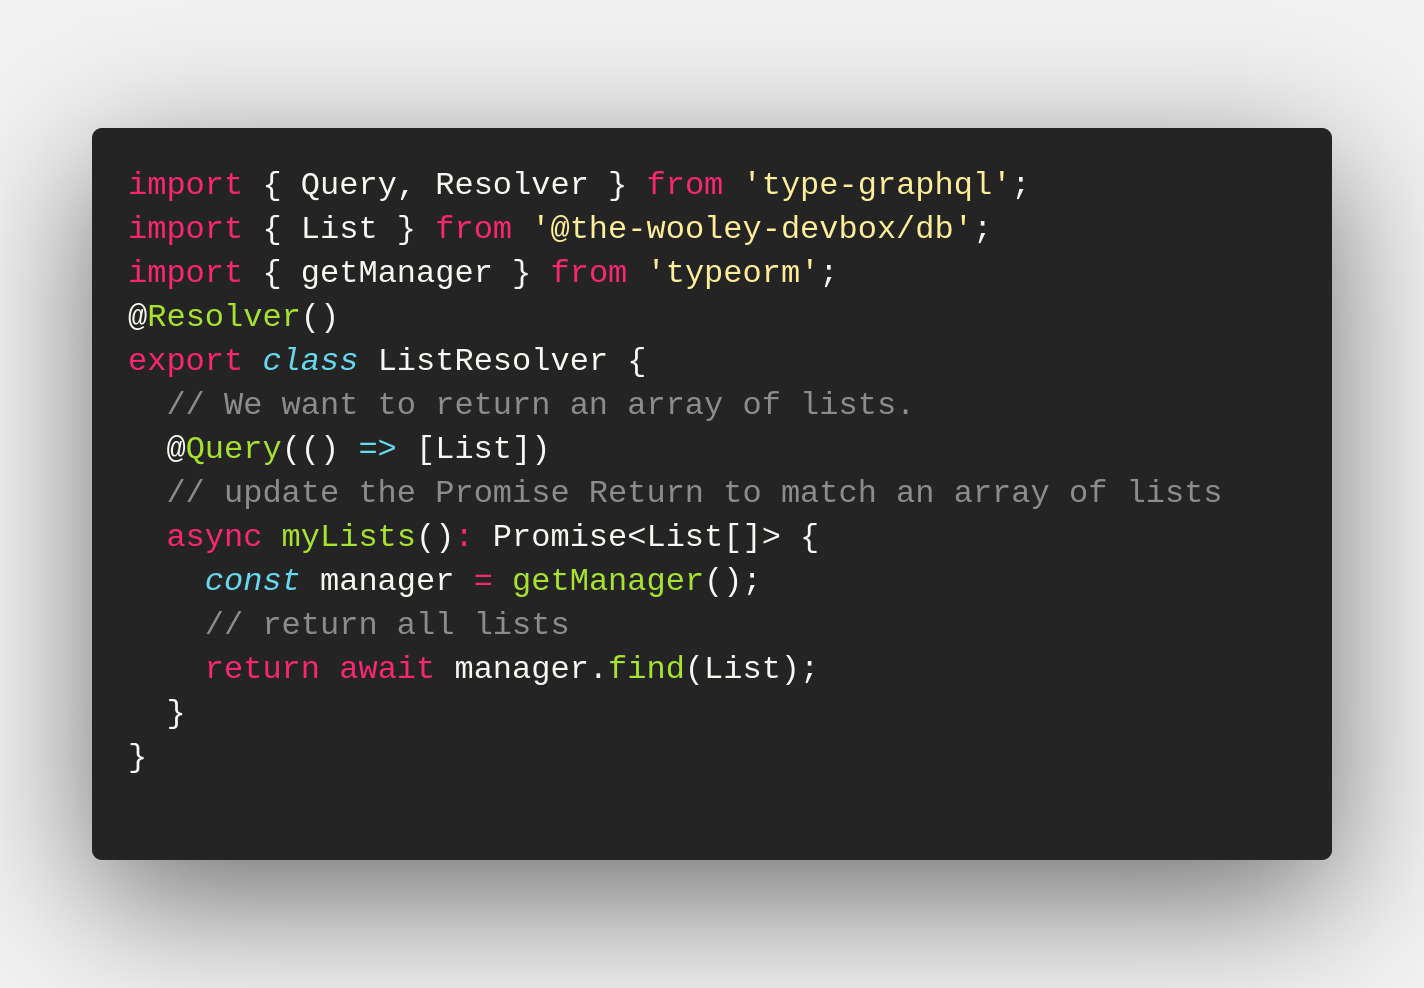 import { Query, Resolver } from 'type-graphql';
import { List } from '@the-wooley-devbox/db';
import { getManager } from 'typeorm';
@Resolver()
export class ListResolver {
  // We want to return an array of lists.
  @Query(() => [List])
  // update the Promise Return to match an array of lists
  async myLists(): Promise<List[]> {
    const manager = getManager();
    // return all lists
    return await manager.find(List);
  }
}